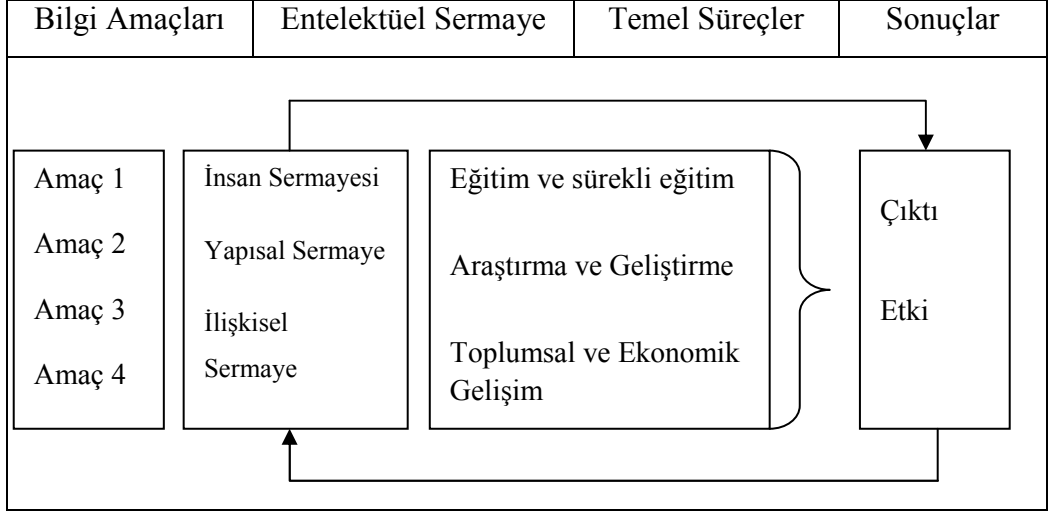 Bilgi Amaçları
Entelektüel Sermaye
Temel Süreçler
Sonuçlar
Amaç 1
Amaç 2
Amaç 3
Amaç 4
İnsan Sermayesi
Yapısal Sermaye
İlişkisel
Sermaye
Eğitim ve sürekli eğitim
Araştırma ve Geliştirme
Toplumsal ve Ekonomik
Gelişim
Çıktı
Etki